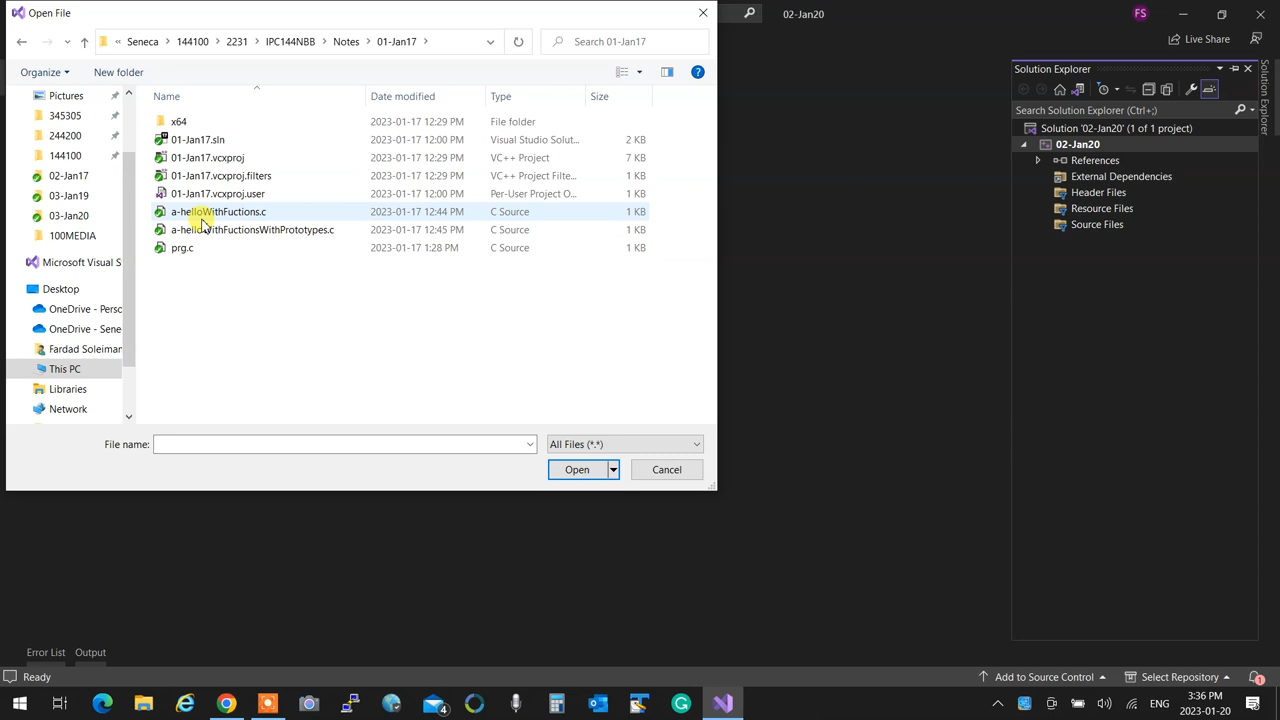 Open File
02-Jan20
FS
« Seneca > 144100 > 2231 > IPC144NBB > Notes > 01-Jan17 >
Search 01-Jan17
Live Share
Organize
New folder
Solution Explorer
Search Solution Explorer (Ctrl+;)
Solution '02-Jan20' (1 of 1 project)
02-Jan20
References
External Dependencies
Header Files
Resource Files
Source Files
Solution Explorer
Pictures
345305
244200
144100
02-Jan17
03-Jan19
03-Jan20
100MEDIA
Microsoft Visual S
Desktop
OneDrive - Perso
OneDrive - Sene
Fardad Soleiman
This PC
Libraries
Network
Name Date modified Type Size
x64 2023-01-17 12:29 PM File folder
01-Jan17.sln 2023-01-17 12:00 PM Visual Studio Solut... 2 KB
01-Jan17.vcxproj 2023-01-17 12:29 PM VC++ Project 7 KB
01-Jan17.vcxproj.filters 2023-01-17 12:29 PM VC++ Project Filte... 1 KB
01-Jan17.vcxproj.user 2023-01-17 12:00 PM Per-User Project O... 1 KB
a-helloWithFuctions.c 2023-01-17 12:44 PM C Source 1 KB
a-helloWithFuctionsWithPrototypes.c 2023-01-17 12:45 PM C Source 1 KB
prg.c 2023-01-17 1:28 PM C Source 1 KB
File name:
All Files (*.*)
Open
Cancel
Error List Output
Ready
Add to Source Control
Select Repository
1
4
ENG
3:36 PM
2023-01-20